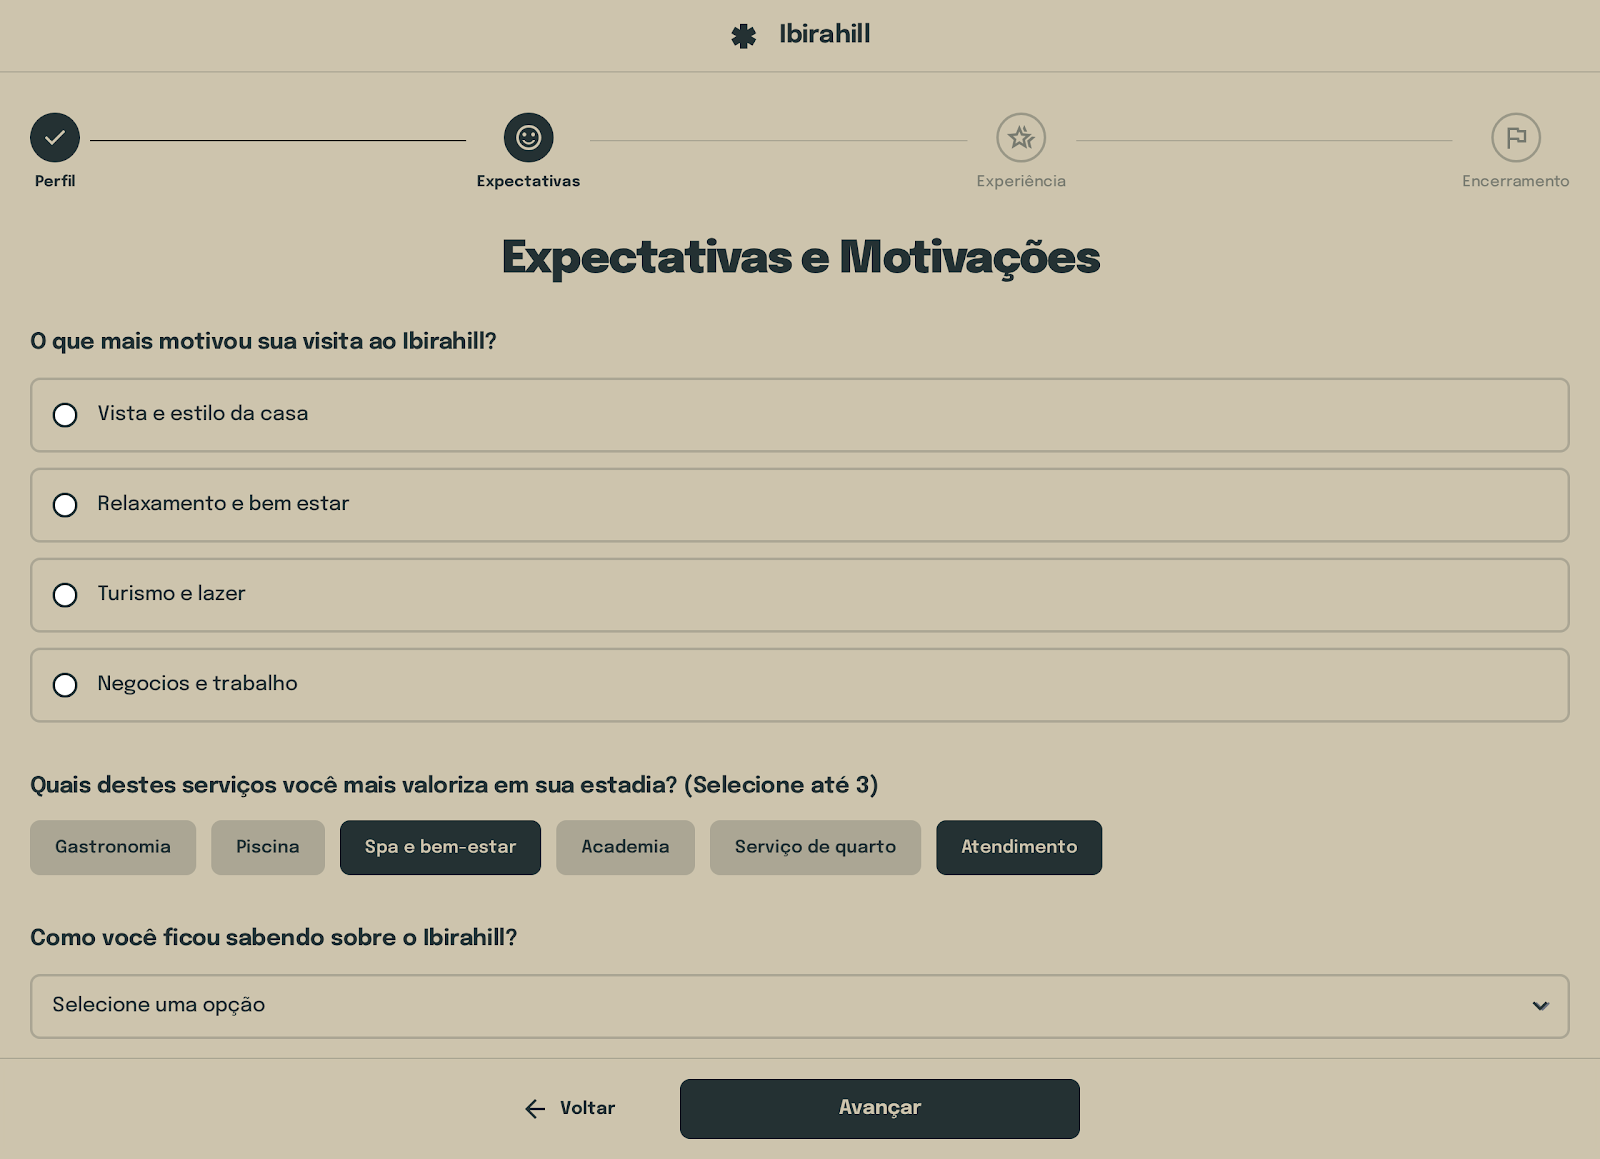 Ibirahill
Perfil
Expectativas
Experiência
Encerramento
Expectativas e Motivações
O que mais motivou sua visita ao Ibirahill?
Vista e estilo da casa
Relaxamento e bem estar
Turismo e lazer
Negocios e trabalho
Quais destes serviços você mais valoriza em sua estadia? (Selecione até 3)
Gastronomia
Piscina
Spa e bem-estar
Academia
Serviço de quarto
Atendimento
Como você ficou sabendo sobre o Ibirahill?
Selecione uma opção
Voltar
Avançar